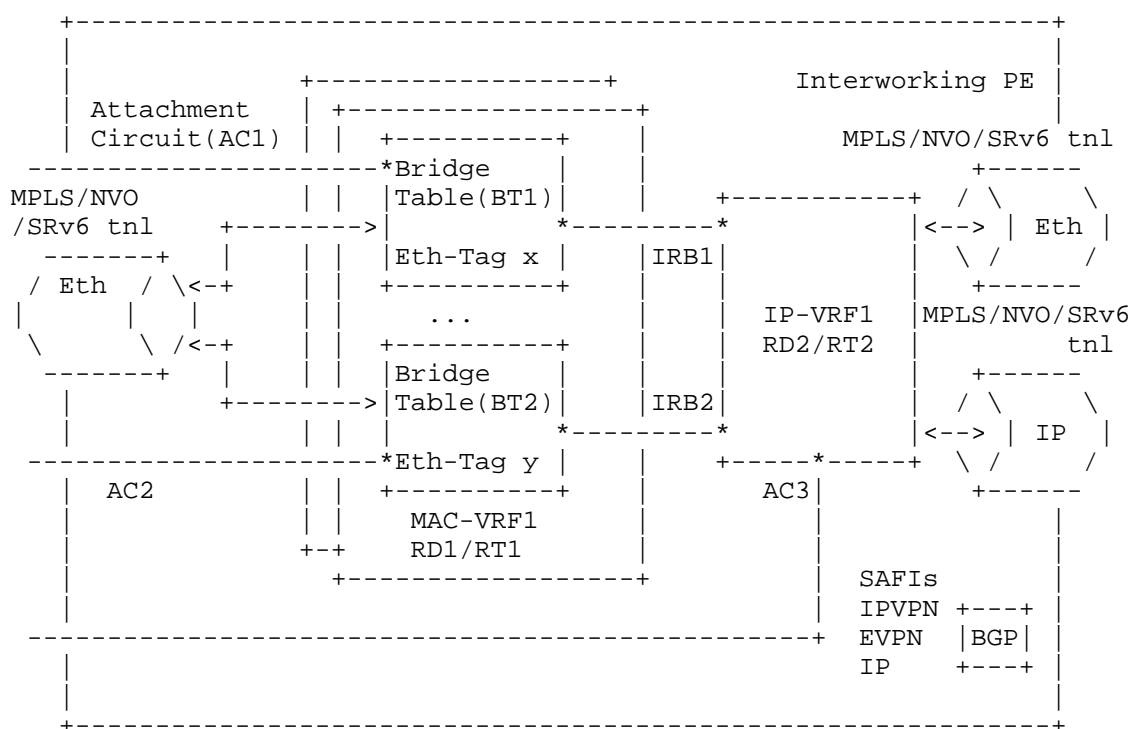 Interworking PE
Attachment
Circuit(AC1)
MPLS/NVO/SRv6 tnl
Bridge
MPLS/NVO
Table(BT1)
/SRv6 tnl
Eth
Eth-Tag x
IRB1
Eth
...
IP-VRF1
MPLS/NVO/SRv6
RD2/RT2
tnl
Bridge
Table(BT2)
IRB2
IP
Eth-Tag y
AC2
AC3
MAC-VRF1
RD1/RT1
SAFIs
IPVPN
EVPN
BGP
IP